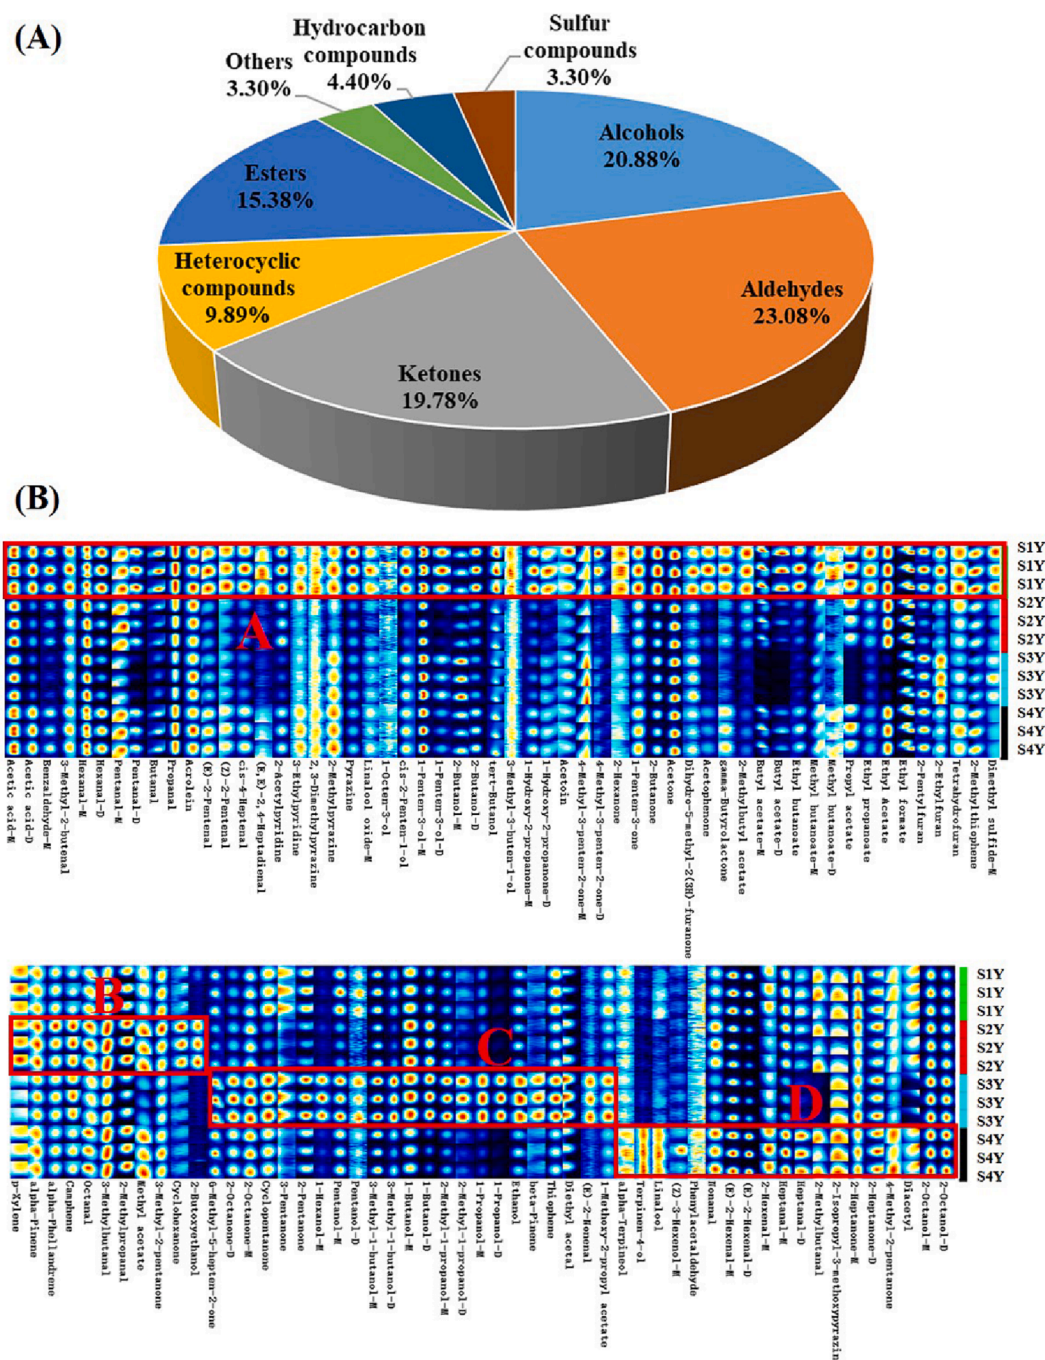 (A)
Hydrocarbon
compounds
4.40%
Sulfur
compounds
3.30%
Others
3.30%
Alcohols
20.88%
Esters
15.38%
Heterocyclic
compounds
9.89%
Aldehydes
23.08%
Ketones
19.78%
(B)
S1Y
S1Y
S1Y
S2Y
S2Y
S2Y
S3Y
S3Y
S3Y
S4Y
S4Y
S4Y
A
Acetic acid-M
Acetic acid-D
Benzaldehyde-M
3-Methyl-2-butenal
Hexanal-M
Hexanal-D
Pentanal-M
Pentanal-D
Butanal
Propanal
Acrolein
(E)-2-Pentenal
(Z)-2-Pentenal
cis-4-Heptenal
(E,E)-2,4-Heptadienal
2-Acetylpyridine
3-Ethylpyridine
2,3-Dimethylpyrazine
2-Methylpyrazine
Pyrazine
Linalool oxide-M
1-Octen-3-ol
cis-2-Penten-1-ol
1-Penten-3-ol-M
1-Penten-3-ol-D
2-Butanol-M
2-Butanol-D
tert-Butanol
3-Methyl-3-buten-1-ol
1-Hydroxy-2-propanone-M
1-Hydroxy-2-propanone-D
Acetoin
4-Methyl-3-penten-2-one-M
4-Methyl-3-penten-2-one-D
2-Hexanone
1-Penten-3-one
2-Butanone
Acetone
Dihydro-5-methyl-2(3H)-furanone
Acetophenone
gamma-Butyrolactone
2-Methylbutyl acetate
Butyl acetate-M
Butyl acetate-D
Ethyl butanoate
Methyl butanoate-M
Methyl butanoate-D
Propyl acetate
Ethyl propanoate
Ethyl acetate
Ethyl formate
2-Pentylfuran
2-Ethylfuran
Tetrahydrofuran
2-Methylthiophene
Dimethyl sulfide-M
S1Y
S1Y
S1Y
S2Y
S2Y
S2Y
S3Y
S3Y
S3Y
S4Y
S4Y
S4Y
B
C
D
p-Xylene
alpha-Pinene
alpha-Phellandrene
Camphene
Octanal
3-Methylbutanal
2-Methylpropanal
Methyl acetate
3-Methyl-2-pentanone
Cyclohexanone
2-Butoxyethanol
6-Methyl-5-hepten-2-one
2-Octanone-D
2-Octanone-M
Cyclopentanone
3-Pentanone
2-Pentanone
1-Hexanol-M
Pentanol-M
Pentanol-D
3-Methyl-1-butanol-M
3-Methyl-1-butanol-D
1-Butanol-M
1-Butanol-D
2-Methyl-1-propanol-M
2-Methyl-1-propanol-D
1-Propanol-M
1-Propanol-D
Ethanol
beta-Pinene
Thiophene
Diethyl acetal
(E)-2-Nonenal
1-Methoxy-2-propyl acetate
alpha-Terpineol
Terpinen-4-ol
Linalool
(Z)-3-Hexenol-M
Phenylacetaldehyde
Nonanal
(E)-2-Hexenal-M
(E)-2-Hexenal-D
2-Hexenal-M
Heptanal-M
Heptanal-D
2-Methylbutanal
2-Isopropyl-3-methoxypyrazin
2-Heptanone-M
2-Heptanone-D
4-Methyl-2-pentanone
Diacetyl
2-Octanol-M
2-Octanol-D